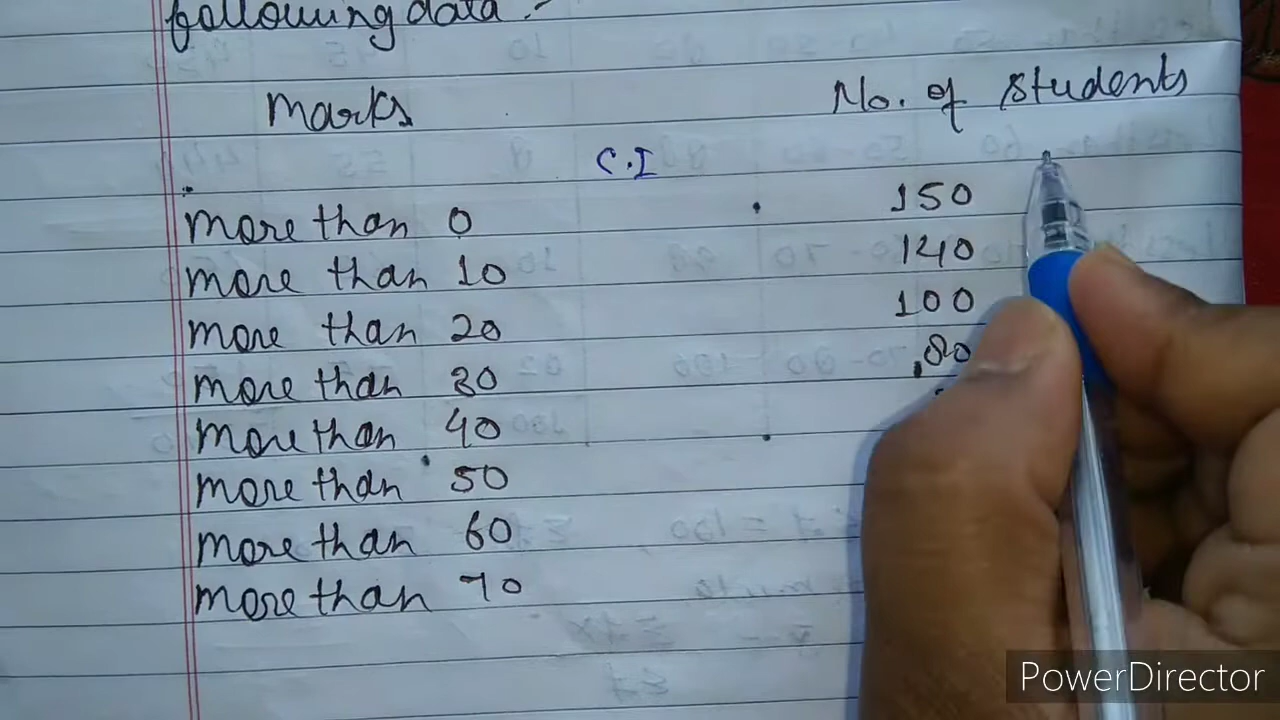 following data :-
Marks No. of students
C.I
more than 0 150
more than 10 140
more than 20 100
more than 30 80
more than 40
more than 50
more than 60
more than 70
PowerDirector